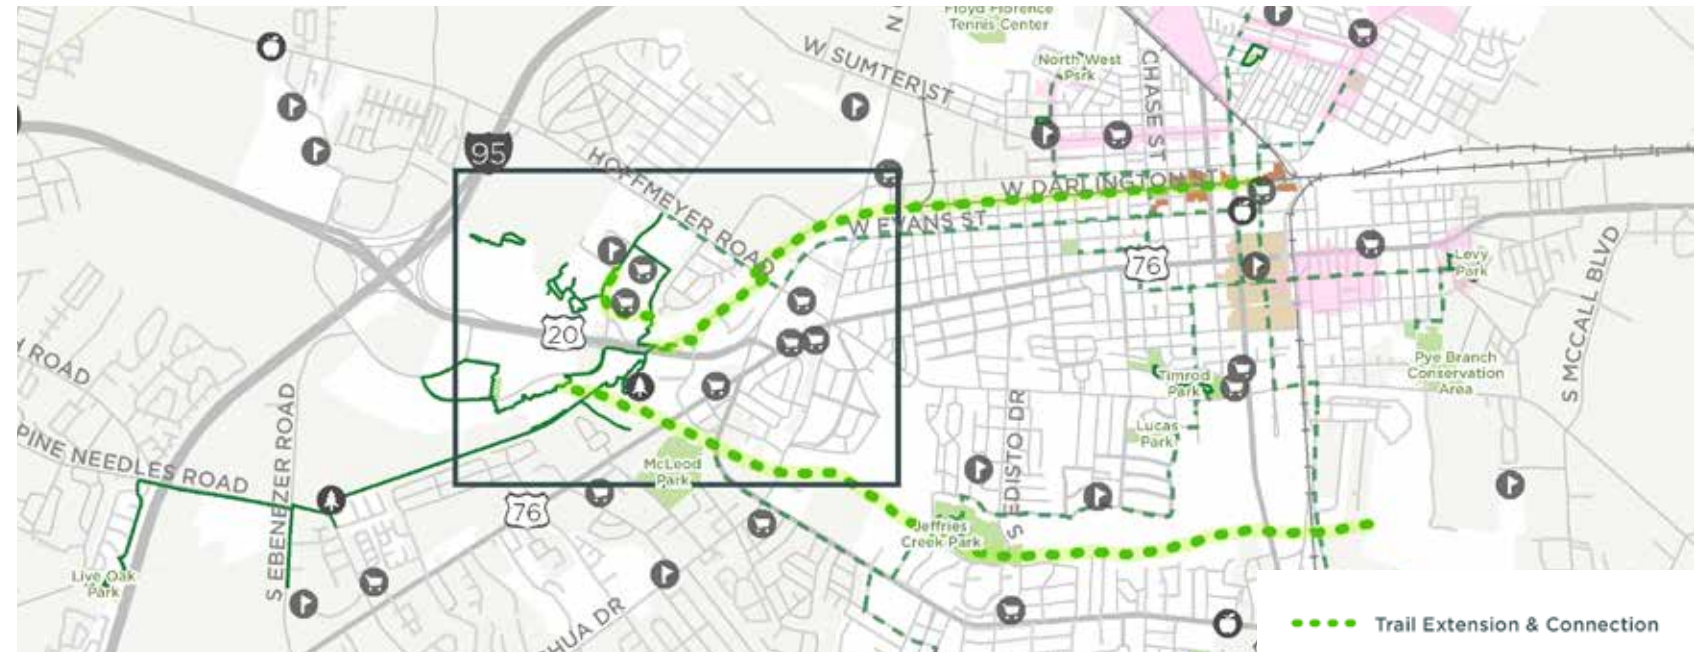 Floyd Florence
Tennis Center
N
W SUMTER ST
North West
Park
CHASE ST
95
HOFFMEYER ROAD
W DARLINGTON ST
W EVANS ST
76
Levy
Park
S MCCALL BLVD
20
H ROAD
Pye Branch
Conservation
Area
Timrod
Park
S EBENEZER ROAD
S EDISTO DR
Lucas
Park
PINE NEEDLES ROAD
McLeod
Park
76
Jeffries
Creek Park
Live Oak
Park
HUA DR
Trail Extension & Connection